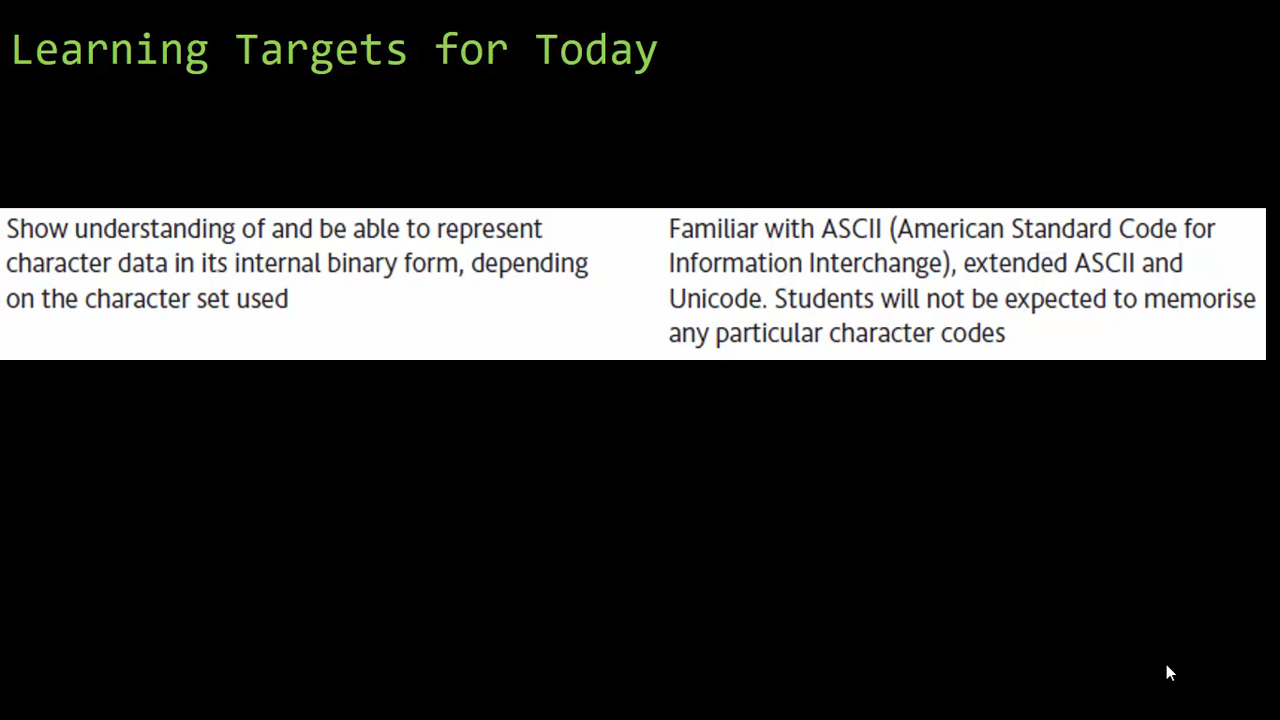 Learning Targets for Today
Show understanding of and be able to represent
character data in its internal binary form, depending
on the character set used
Familiar with ASCII (American Standard Code for
Information Interchange), extended ASCII and
Unicode. Students will not be expected to memorise
any particular character codes